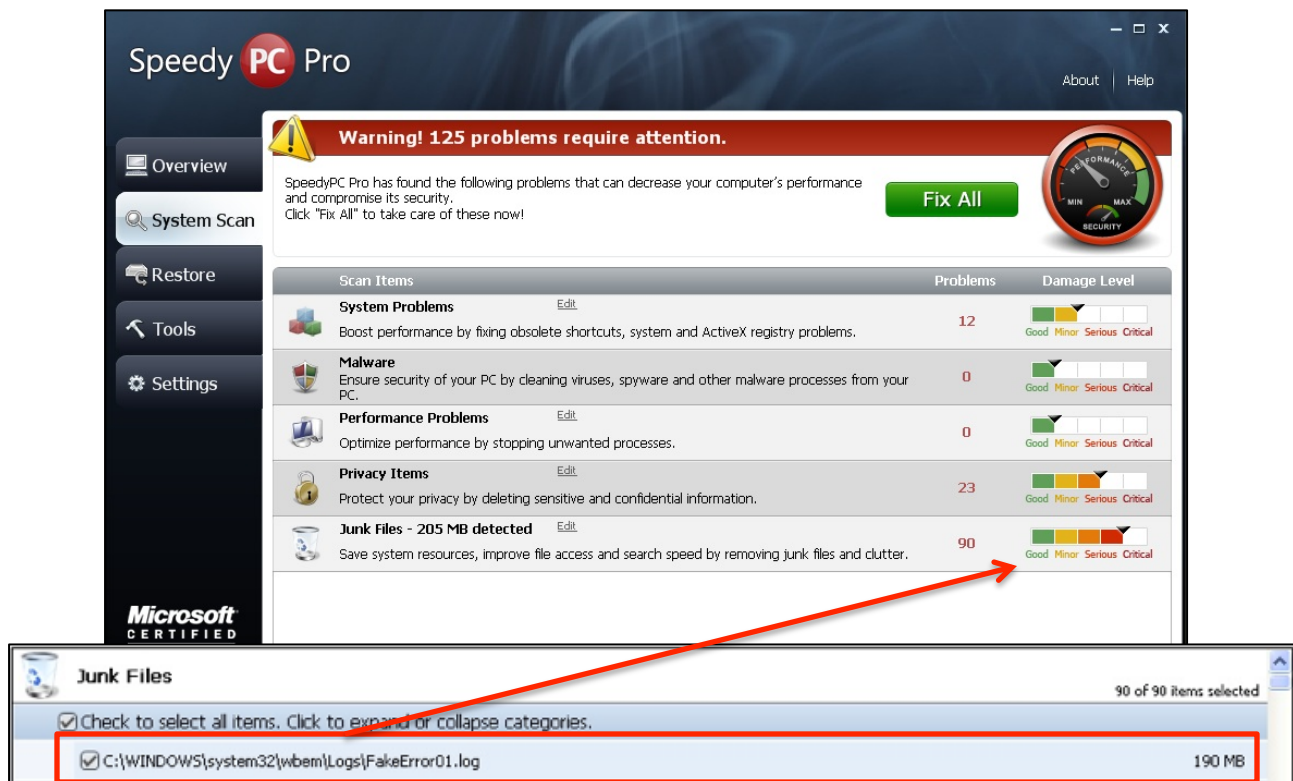 Speedy PC Pro
About | Help
Overview
System Scan
Restore
Tools
Settings
Microsoft
CERTIFIED
Warning! 125 problems require attention.
SpeedyPC Pro has found the following problems that can decrease your computer's performance
and compromise its security.
Click "Fix All" to take care of these now!
Fix All
PERFORMANCE
MIN MAX
SECURITY
Scan Items Problems Damage Level
System Problems Edit
Boost performance by fixing obsolete shortcuts, system and ActiveX registry problems.
12
Good Minor Serious Critical
Malware
Ensure security of your PC by cleaning viruses, spyware and other malware processes from your
PC.
0
Good Minor Serious Critical
Performance Problems Edit
Optimize performance by stopping unwanted processes.
0
Good Minor Serious Critical
Privacy Items Edit
Protect your privacy by deleting sensitive and confidential information.
23
Good Minor Serious Critical
Junk Files - 205 MB detected Edit
Save system resources, improve file access and search speed by removing junk files and clutter.
90
Good Minor Serious Critical
Junk Files
90 of 90 items selected
Check to select all items. Click to expand or collapse categories.
C:\WINDOWS\system32\wbem\Logs\FakeError01.log 190 MB